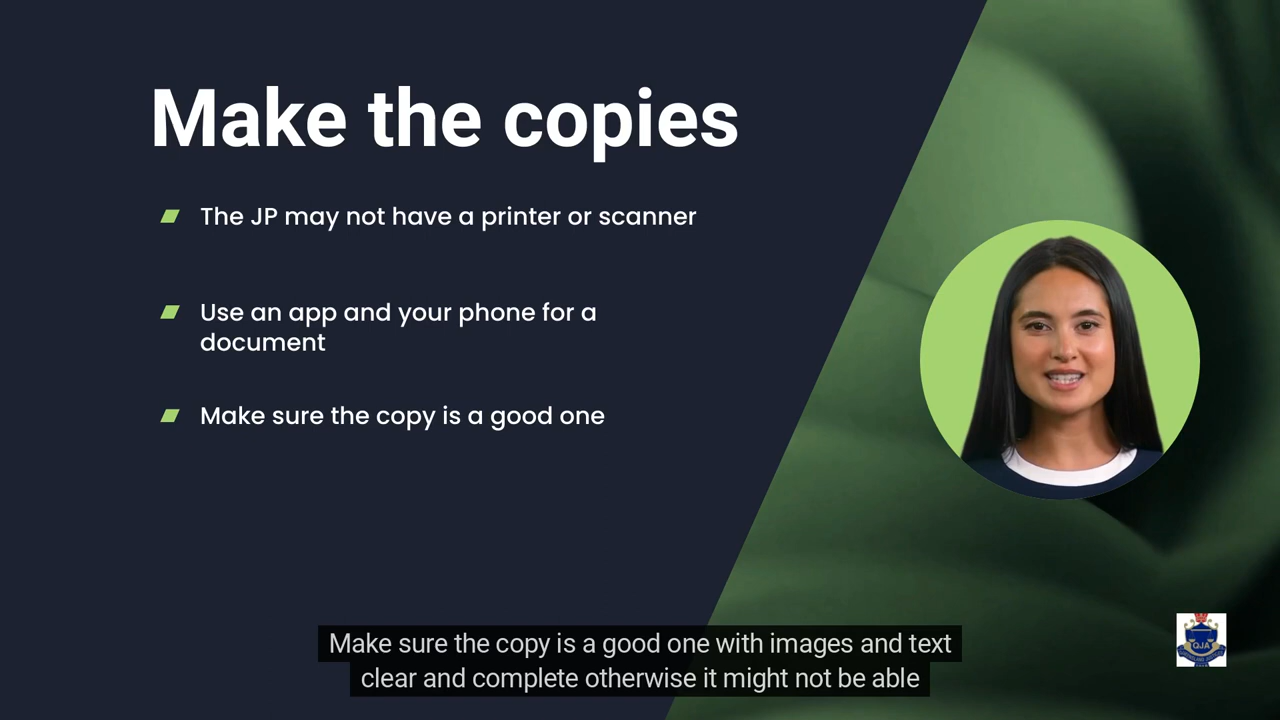 Make the copies
The JP may not have a printer or scanner
Use an app and your phone for a
document
Make sure the copy is a good one
Make sure the copy is a good one with images and text
clear and complete otherwise it might not be able
QJA